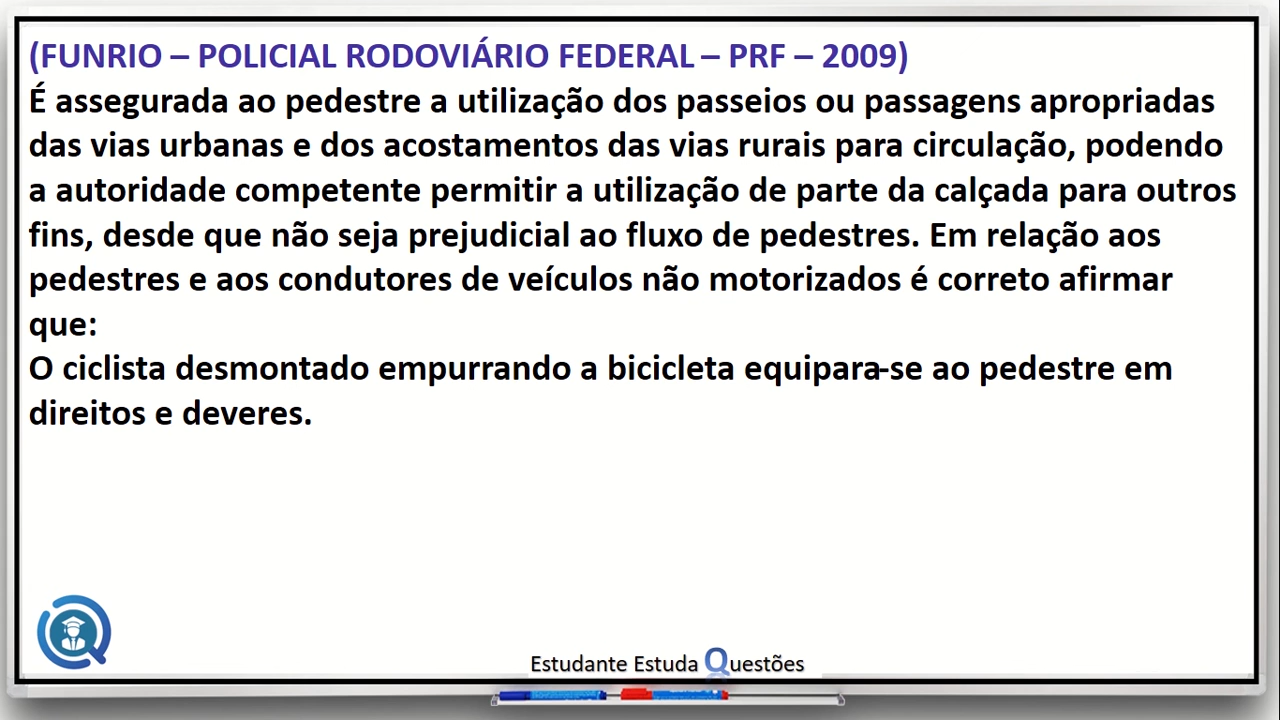 (FUNRIO – POLICIAL RODOVIÁRIO FEDERAL – PRF – 2009)
É assegurada ao pedestre a utilização dos passeios ou passagens apropriadas
das vias urbanas e dos acostamentos das vias rurais para circulação, podendo
a autoridade competente permitir a utilização de parte da calçada para outros
fins, desde que não seja prejudicial ao fluxo de pedestres. Em relação aos
pedestres e aos condutores de veículos não motorizados é correto afirmar
que:
O ciclista desmontado empurrando a bicicleta equipara-se ao pedestre em
direitos e deveres.
Estudante Estuda Questões